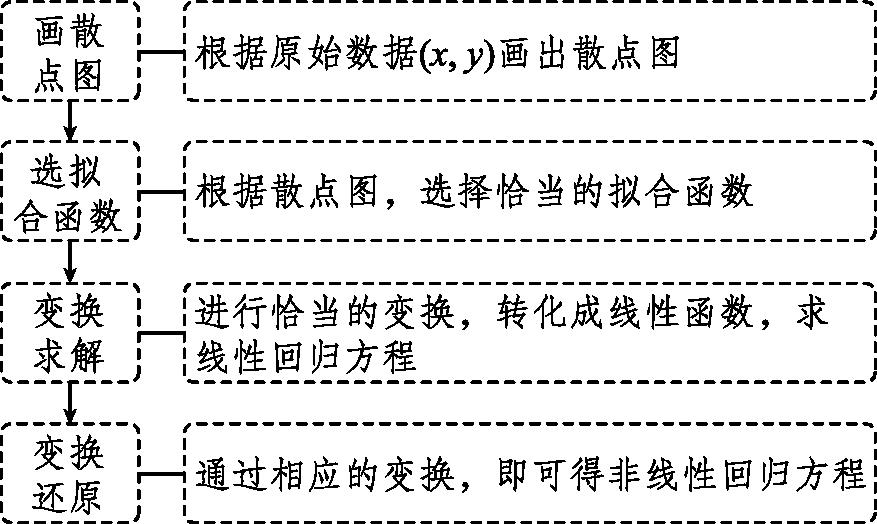 画散
点图
根据原始数据(x, y)画出散点图
选拟
合函数
根据散点图，选择恰当的拟合函数
变换
求解
进行恰当的变换，转化成线性函数，求
线性回归方程
变换
还原
通过相应的变换，即可得非线性回归方程